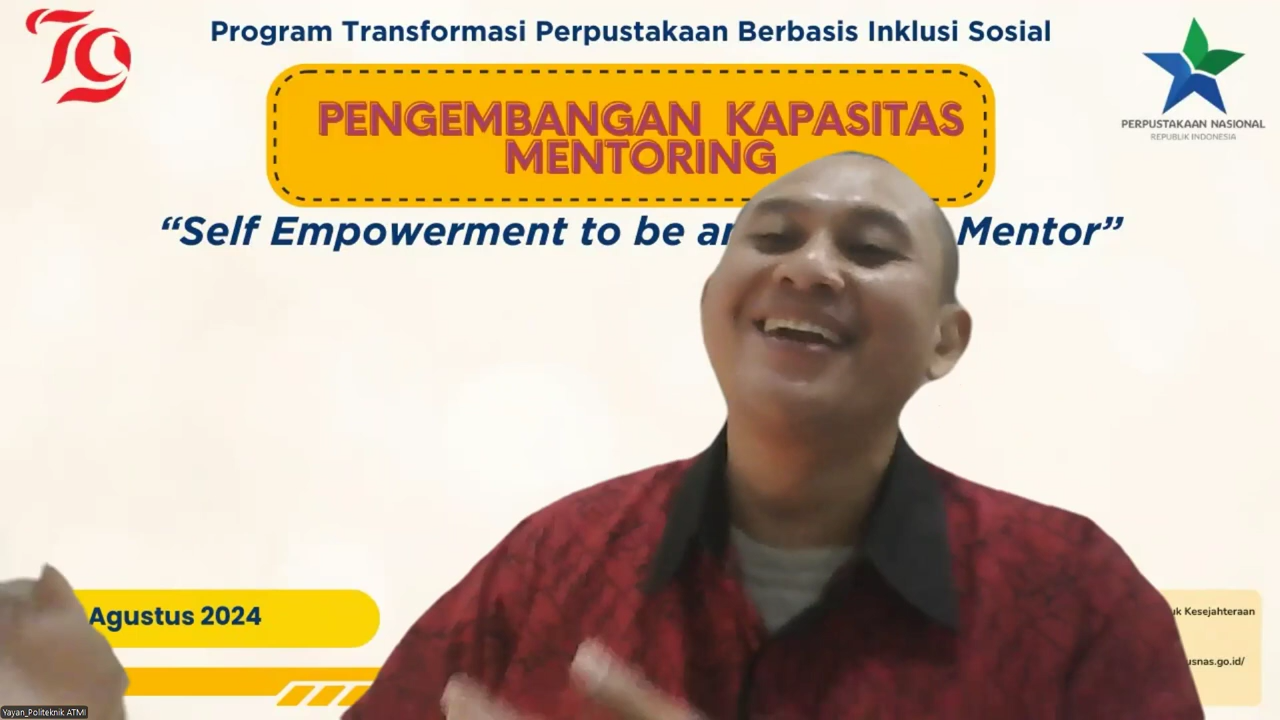 79
Program Transformasi Perpustakaan Berbasis Inklusi Sosial
PERPUSTAKAAN NASIONAL
REPUBLIK INDONESIA
PENGEMBANGAN KAPASITAS
MENTORING
“Self Empowerment to be Mentor”
Agustus 2024
Kesejahteraan
Yayan_Politeknik ATMI